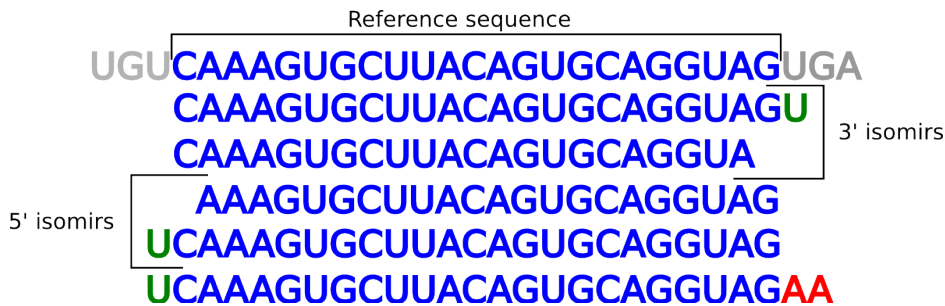 Reference sequence
UGUCAAAGUGCUUACAGUGCAGGUAGUGA
CAAAGUGCUUACAGUGCAGGUAGU
3' isomirs
CAAAGUGCUUACAGUGCAGGUA
AAAGUGCUUACAGUGCAGGUAG
5' isomirs
UCAAAGUGCUUACAGUGCAGGUAG
UCAAAGUGCUUACAGUGCAGGUAGAA